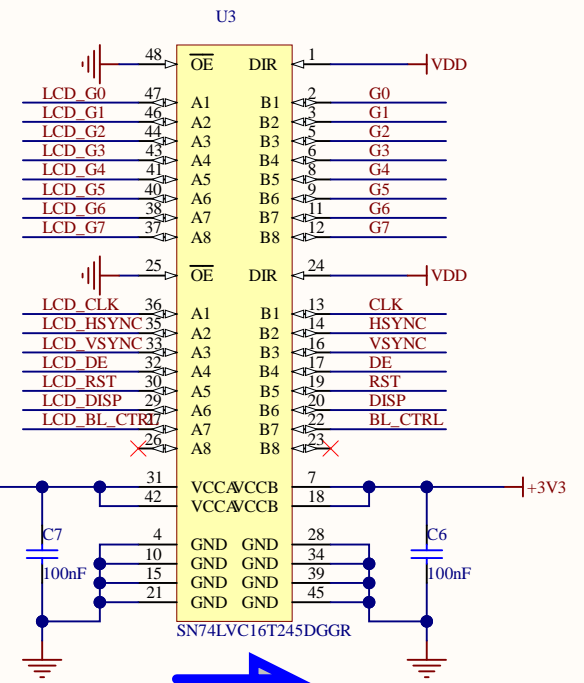 U3
48 OE DIR 1 VDD
LCD_G0 47 A1 B1 2 G0
LCD_G1 46 A2 B2 3 G1
LCD_G2 44 A3 B3 5 G2
LCD_G3 43 A4 B4 6 G3
LCD_G4 41 A5 B5 8 G4
LCD_G5 40 A6 B6 9 G5
LCD_G6 38 A7 B7 11 G6
LCD_G7 37 A8 B8 12 G7
25 OE DIR 24 VDD
LCD_CLK 36 A1 B1 13 CLK
LCD_HSYNC 35 A2 B2 14 HSYNC
LCD_VSYNC 33 A3 B3 16 VSYNC
LCD_DE 32 A4 B4 17 DE
LCD_RST 30 A5 B5 19 RST
LCD_DISP 29 A6 B6 20 DISP
LCD_BL_CTRL 27 A7 B7 22 BL_CTRL
26 A8 B8 23
31 VCCA VCCB 7 +3V3
42 VCCA VCCB 18
C7 4 GND GND 28 C6
10 GND GND 34
100nF 15 GND GND 39 100nF
21 GND GND 45
SN74LVC16T245DGGR